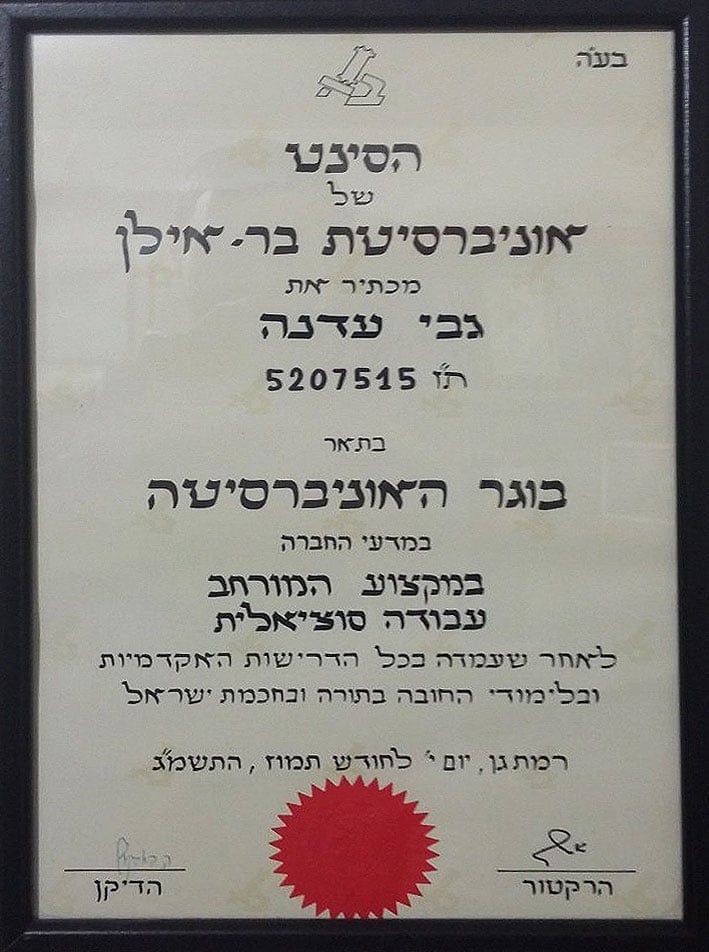 בע"ה
הסינט
של
אוניברסיטת בר-אילן
מכתיר את
גבי עדנה
ת"ז 5207515
בתאר
בוגר האוניברסיטה
במדעי החברה
במקצוע המורחב
עבודה סוציאלית
לאחר שעמדה בכל הדרישות האקדמיות
ובלימודי החובה בתורה ובחכמת ישראל
רמת גן, יום י' לחודש תמוז, התשמ"ג
הרקטור
הדיקן